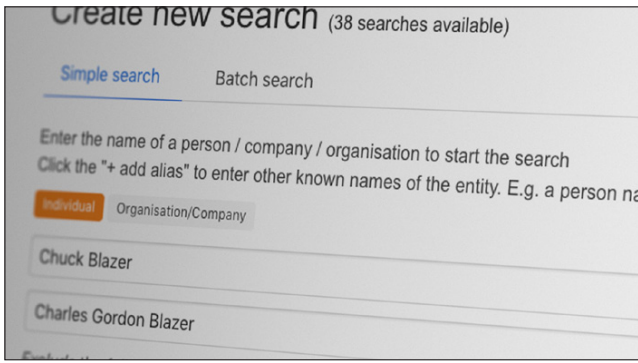 Create new search (38 searches available)
Simple search Batch search
Enter the name of a person / company / organisation to start the search
Click the "+ add alias" to enter other known names of the entity. E.g. a person na
Individual Organisation/Company
Chuck Blazer
Charles Gordon Blazer